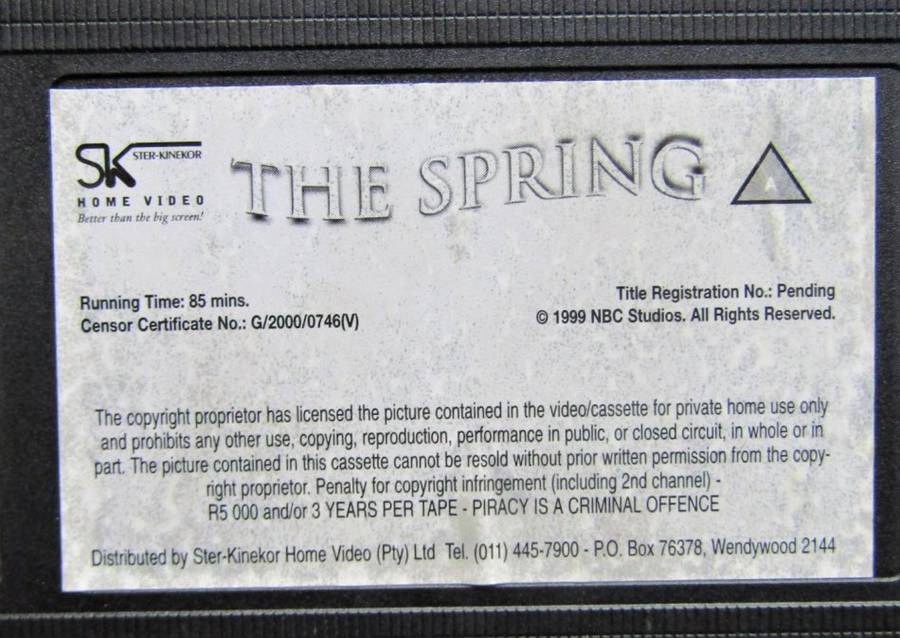 SK STER-KINEKOR
HOME VIDEO
Better than the big screen!
THE SPRING
A
Running Time: 85 mins.
Censor Certificate No.: G/2000/0746(V)
Title Registration No.: Pending
© 1999 NBC Studios. All Rights Reserved.
The copyright proprietor has licensed the picture contained in the video/cassette for private home use only
and prohibits any other use, copying, reproduction, performance in public, or closed circuit, in whole or in
part. The picture contained in this cassette cannot be resold without prior written permission from the copy-
right proprietor. Penalty for copyright infringement (including 2nd channel) -
R5 000 and/or 3 YEARS PER TAPE - PIRACY IS A CRIMINAL OFFENCE
Distributed by Ster-Kinekor Home Video (Pty) Ltd Tel. (011) 445-7900 - P.O. Box 76378, Wendywood 2144